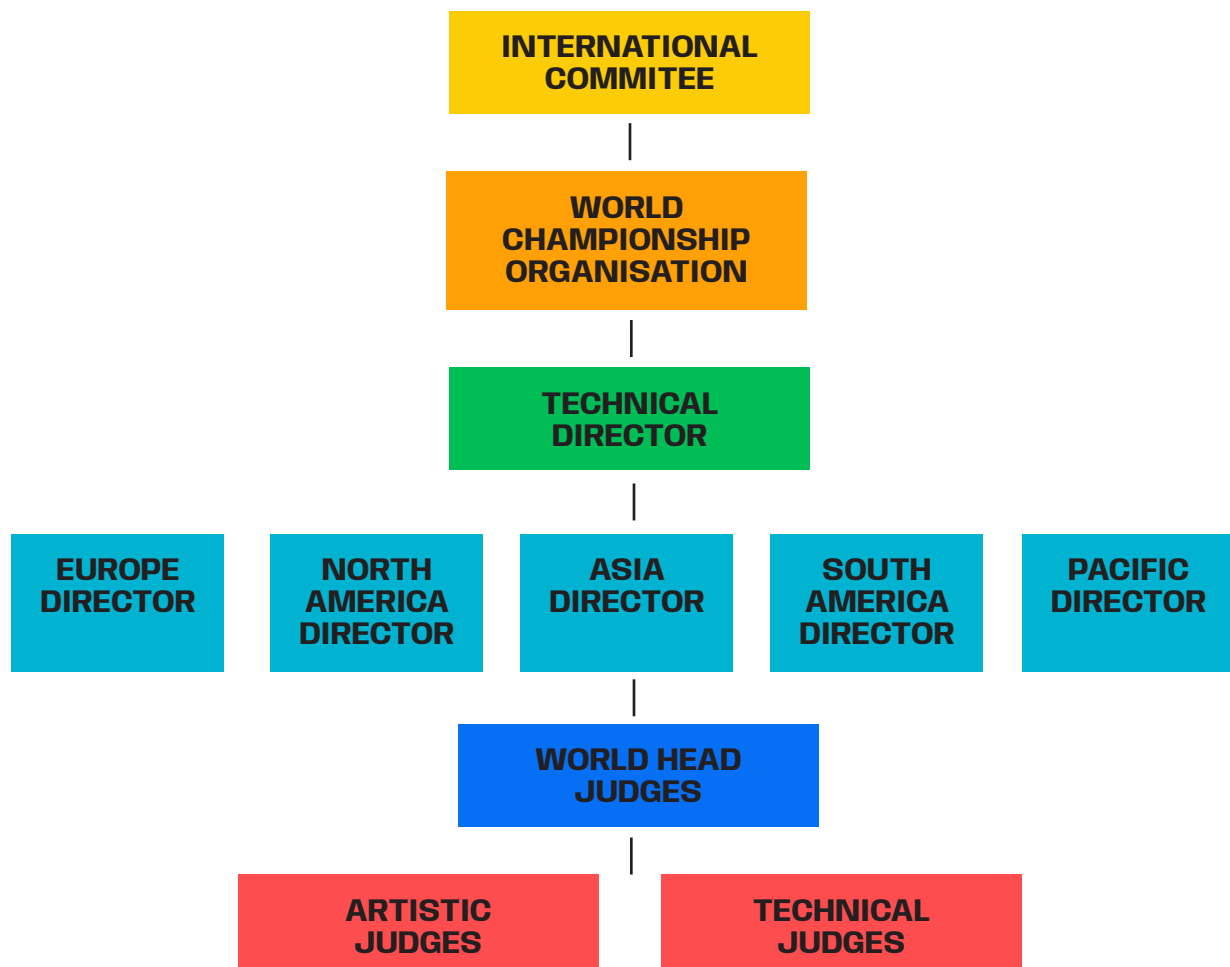 INTERNATIONAL
COMMITEE
WORLD
CHAMPIONSHIP
ORGANISATION
TECHNICAL
DIRECTOR
EUROPE
DIRECTOR
NORTH
AMERICA
DIRECTOR
ASIA
DIRECTOR
SOUTH
AMERICA
DIRECTOR
PACIFIC
DIRECTOR
WORLD HEAD
JUDGES
ARTISTIC
JUDGES
TECHNICAL
JUDGES